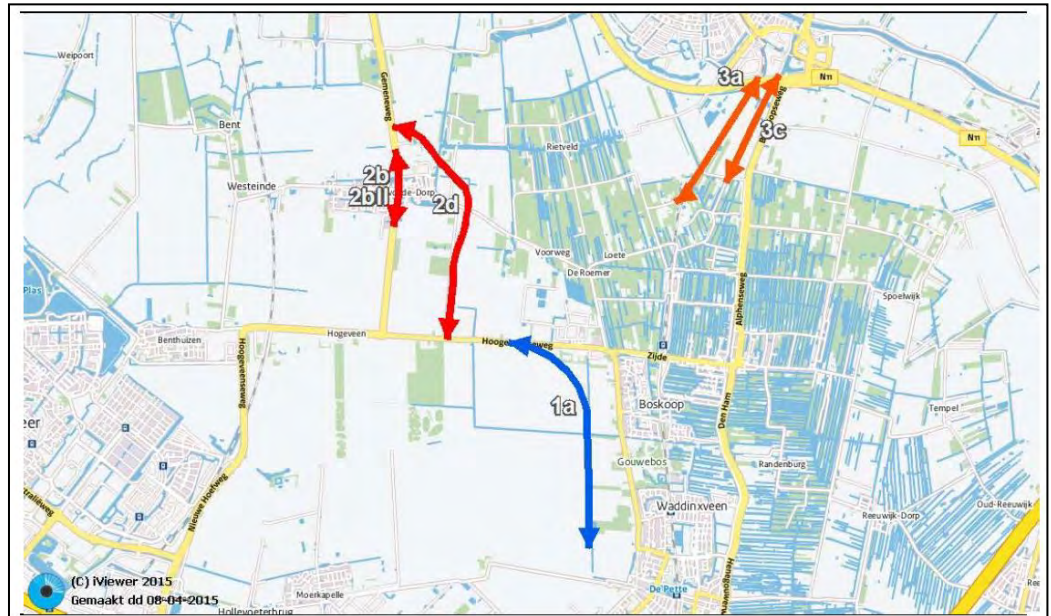 Weipoort
Gemeneweg
3a
N11
3c
N11
Bent
Rietveld
Westeinde
2b
2bII
2d
Voorweg
Loete
De Roemer
Spoelwijk
Alphenseweg
Plas
Benthuizen
Hogeveen
Zijde
Hoogeveenseweg
1a
Boskoop
Tempel
Den Ham
Gouwebos
Randenburg
Nieuwe Hoefweg
Waddinxveen
Oud-Reeuwijk
Reeuwijk-Dorp
(C) iViewer 2015
Moerkapelle
De Pette
Gemaakt dd 08-04-2015